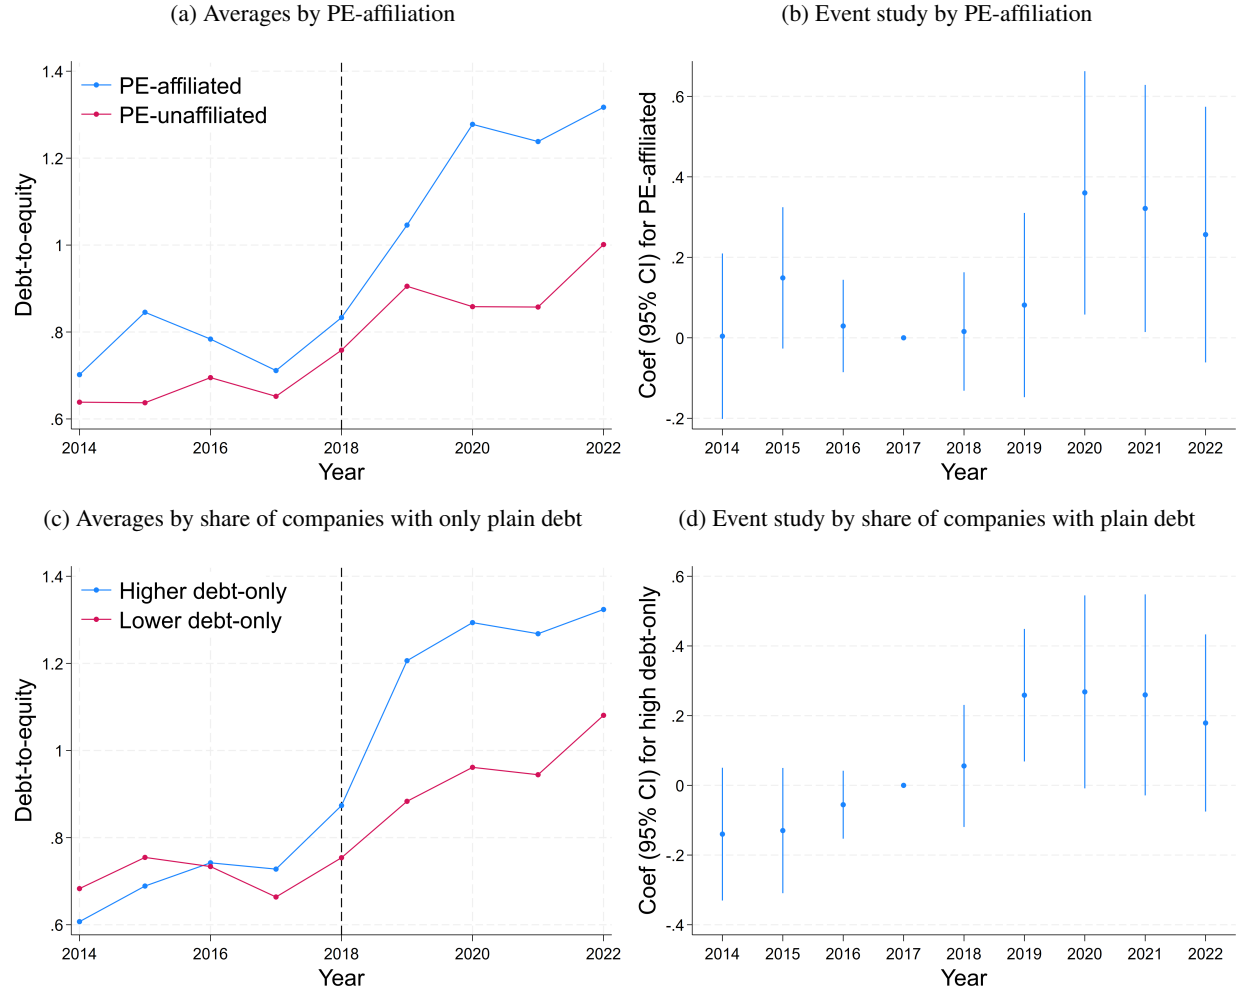 (a) Averages by PE-affiliation
1.4
1.2
1
.8
.6
Debt-to-equity
PE-affiliated
PE-unaffiliated
2014 2016 2018 2020 2022
Year
(b) Event study by PE-affiliation
.6
.4
.2
0
-.2
Coef (95% CI) for PE-affiliated
2014 2015 2016 2017 2018 2019 2020 2021 2022
Year
(c) Averages by share of companies with only plain debt
1.4
1.2
1
.8
.6
Debt-to-equity
Higher debt-only
Lower debt-only
2014 2016 2018 2020 2022
Year
(d) Event study by share of companies with plain debt
.6
.4
.2
0
-.2
-.4
Coef (95% CI) for high debt-only
2014 2015 2016 2017 2018 2019 2020 2021 2022
Year